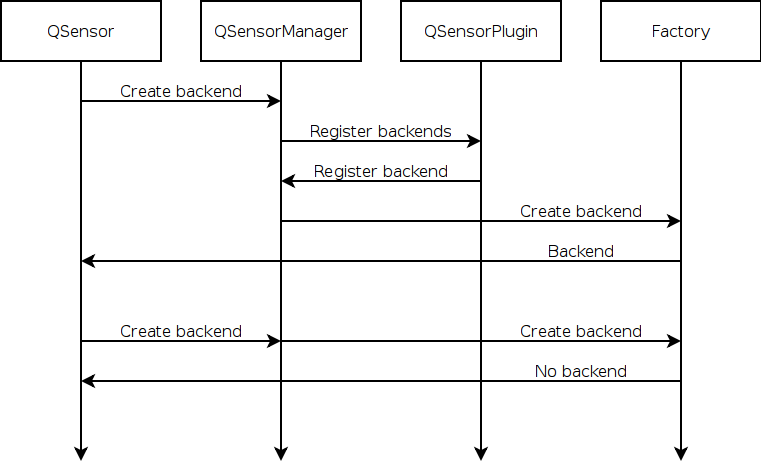 QSensor
QSensorManager
QSensorPlugin
Factory
Create backend
Register backends
Register backend
Create backend
Backend
Create backend
Create backend
No backend